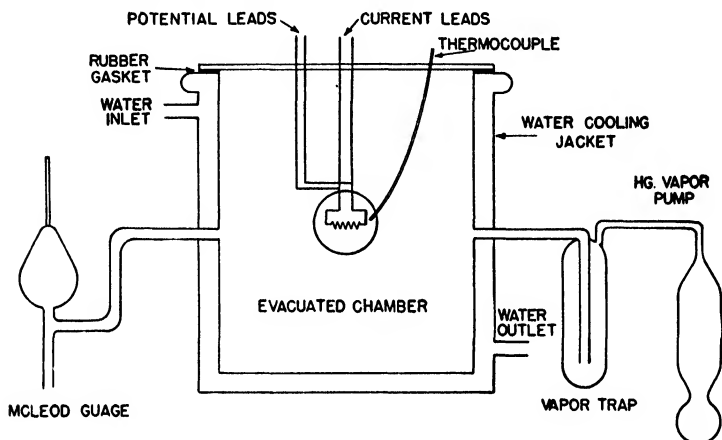 POTENTIAL LEADS
CURRENT LEADS
THERMOCOUPLE
RUBBER
GASKET
WATER
INLET
WATER COOLING
JACKET
HG. VAPOR
PUMP
EVACUATED CHAMBER
WATER
OUTLET
MCLEOD GUAGE
VAPOR TRAP